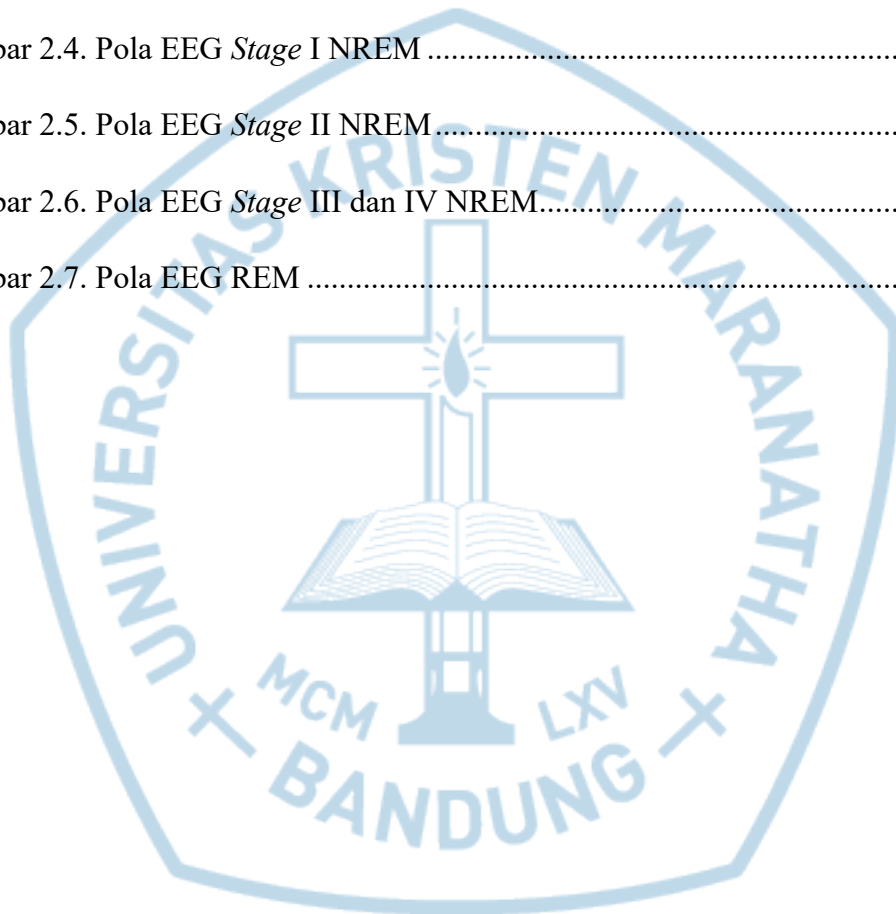 bar 2.4. Pola EEG Stage I NREM ..........................................................................
bar 2.5. Pola EEG Stage II NREM .........................................................................
bar 2.6. Pola EEG Stage III dan IV NREM..........................................................
bar 2.7. Pola EEG REM ..........................................................................................
UNIVERSITAS KRISTEN MARANATHA
MCM LXV
BANDUNG